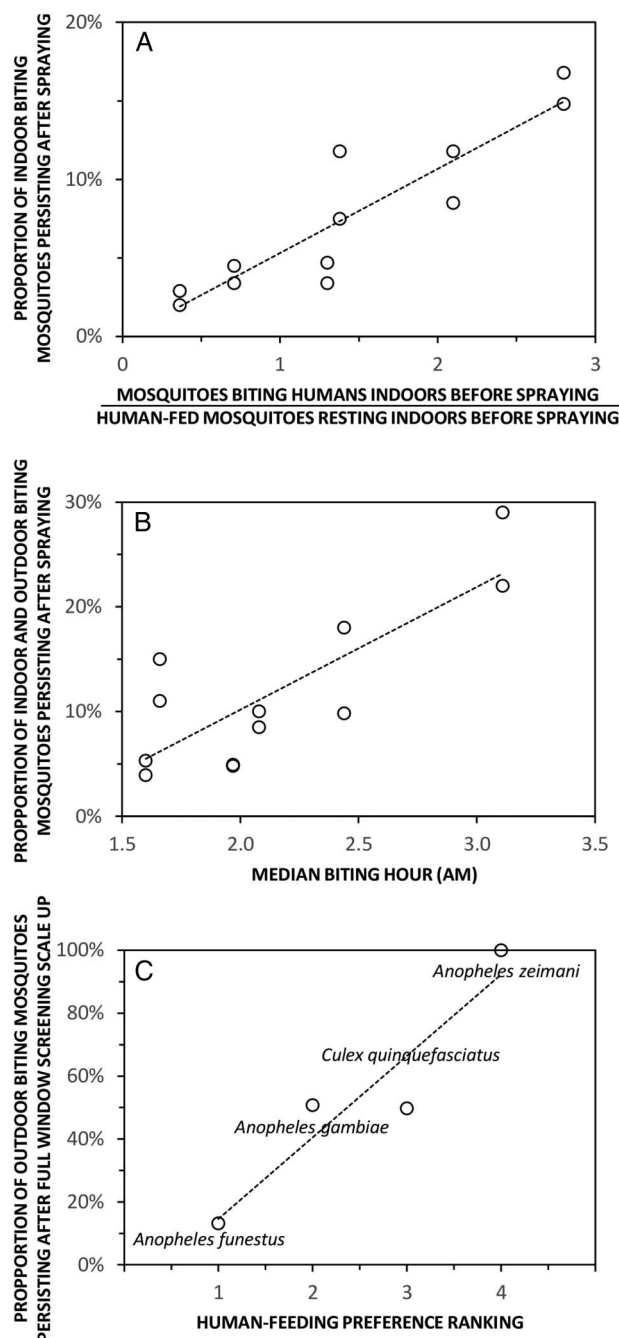 A
PROPORTION OF INDOOR BITING
MOSQUITOES PERSISTING AFTER SPRAYING
20%
10%
0%
0 1 2 3
MOSQUITOES BITING HUMANS INDOORS BEFORE SPRAYING
HUMAN-FED MOSQUITOES RESTING INDOORS BEFORE SPRAYING
B
PROPPORTION OF INDOOR AND OUTDOOR BITING
MOSQUITOES PERSISTING AFTER SPRAYING
30%
20%
10%
0%
1.5 2.0 2.5 3.0 3.5
MEDIAN BITING HOUR (AM)
C
PROPPORTION OF OUTDOOR BITING MOSQUITOES
PERSISTING AFTER FULL WINDOW SCREENING SCALE UP
100%
80%
60%
40%
20%
0%
Anopheles zeimani
Culex quinquefasciatus
Anopheles gambiae
Anopheles funestus
1 2 3 4
HUMAN-FEEDING PREFERENCE RANKING